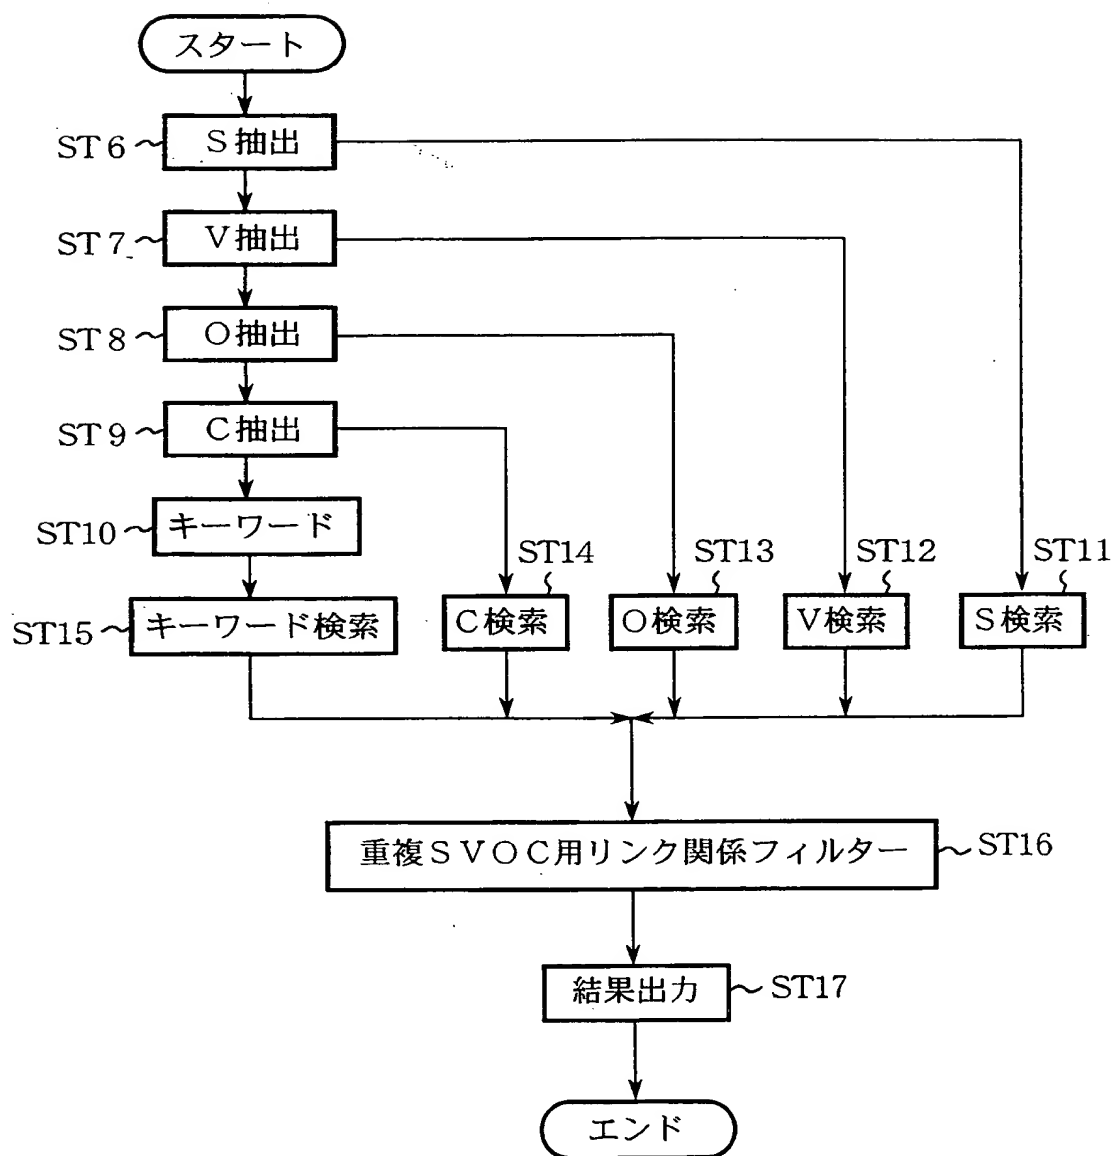 スタート
ST6
S抽出
ST7
V抽出
ST8
O抽出
ST9
C抽出
ST10
キーワード
ST14
ST13
ST12
ST11
ST15
キーワード検索
C検索
O検索
V検索
S検索
重複SVOC用リンク関係フィルター
ST16
結果出力
ST17
エンド